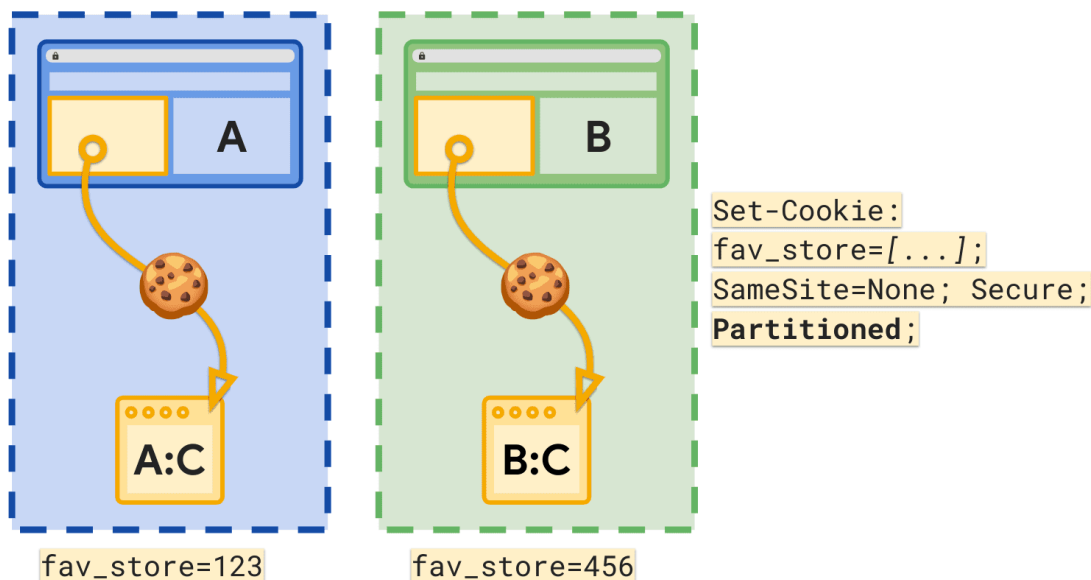 A
B
Set-Cookie:
fav_store=[...];
SameSite=None; Secure;
Partitioned;
A:C
B:C
fav_store=123
fav_store=456